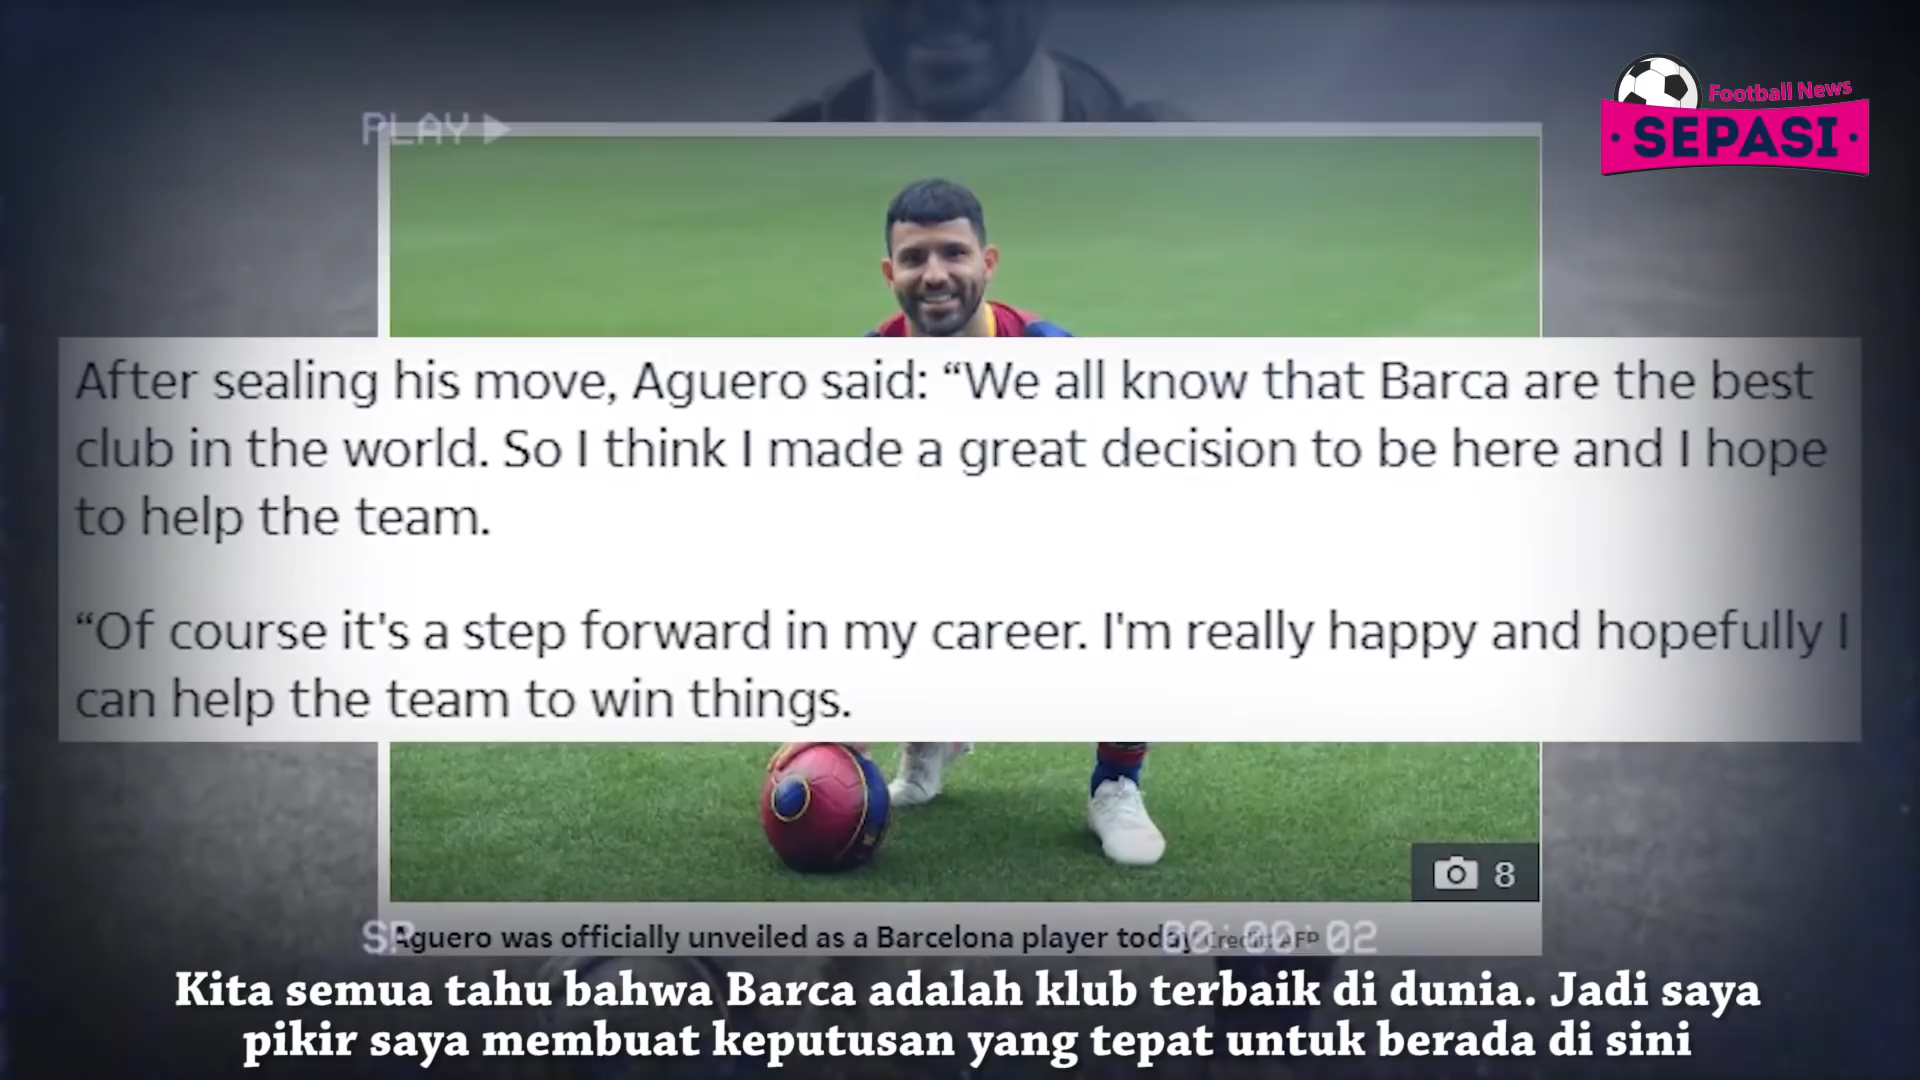 Football News
SEPASI
PLAY
After sealing his move, Aguero said: “We all know that Barca are the best
club in the world. So I think I made a great decision to be here and I hope
to help the team.
“Of course it's a step forward in my career. I'm really happy and hopefully I
can help the team to win things.
8
SP
Aguero was officially unveiled as a Barcelona player today Credit: AFP
00:00:02
Kita semua tahu bahwa Barca adalah klub terbaik di dunia. Jadi saya
pikir saya membuat keputusan yang tepat untuk berada di sini